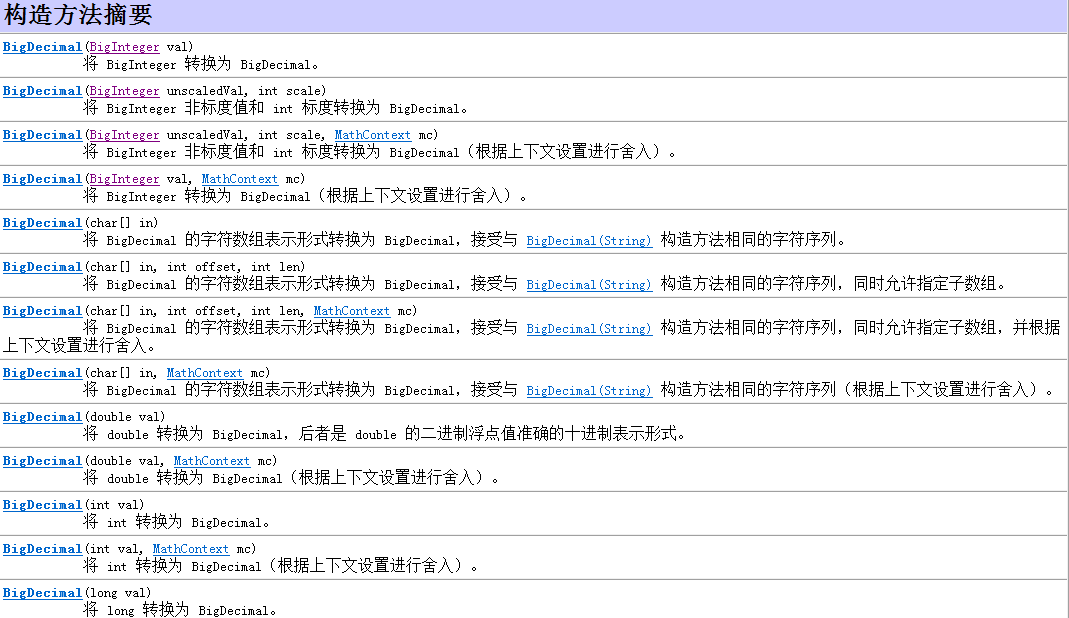 构造方法摘要
BigDecimal(BigInteger val)
将 BigInteger 转换为 BigDecimal。
BigDecimal(BigInteger unscaledVal, int scale)
将 BigInteger 非标度值和 int 标度转换为 BigDecimal。
BigDecimal(BigInteger unscaledVal, int scale, MathContext mc)
将 BigInteger 非标度值和 int 标度转换为 BigDecimal（根据上下文设置进行舍入）。
BigDecimal(BigInteger val, MathContext mc)
将 BigInteger 转换为 BigDecimal（根据上下文设置进行舍入）。
BigDecimal(char[] in)
将 BigDecimal 的字符数组表示形式转换为 BigDecimal，接受与 BigDecimal(String) 构造方法相同的字符序列。
BigDecimal(char[] in, int offset, int len)
将 BigDecimal 的字符数组表示形式转换为 BigDecimal，接受与 BigDecimal(String) 构造方法相同的字符序列，同时允许指定子数组。
BigDecimal(char[] in, int offset, int len, MathContext mc)
将 BigDecimal 的字符数组表示形式转换为 BigDecimal，接受与 BigDecimal(String) 构造方法相同的字符序列，同时允许指定子数组，并根据
上下文设置进行舍入。
BigDecimal(char[] in, MathContext mc)
将 BigDecimal 的字符数组表示形式转换为 BigDecimal，接受与 BigDecimal(String) 构造方法相同的字符序列（根据上下文设置进行舍入）。
BigDecimal(double val)
将 double 转换为 BigDecimal，后者是 double 的二进制浮点值准确的十进制表示形式。
BigDecimal(double val, MathContext mc)
将 double 转换为 BigDecimal（根据上下文设置进行舍入）。
BigDecimal(int val)
将 int 转换为 BigDecimal。
BigDecimal(int val, MathContext mc)
将 int 转换为 BigDecimal（根据上下文设置进行舍入）。
BigDecimal(long val)
将 long 转换为 BigDecimal。